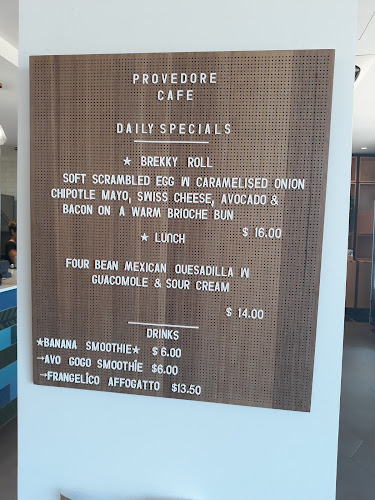 PROVEDORE
CAFE
DAILY SPECIALS
★ BREKKY ROLL
SOFT SCRAMBLED EGG W CARAMELISED ONION
CHIPOTLE MAYO, SWISS CHEESE, AVOCADO &
BACON ON A WARM BRIOCHE BUN
$ 16.00
★ LUNCH
FOUR BEAN MEXICAN QUESADILLA W
GUACOMOLE & SOUR CREAM
$ 14.00
DRINKS
★BANANA SMOOTHIE★ $6.00
→AVO GOGO SMOOTHIE $6.00
→FRANGELICO AFFOGATTO $13.50